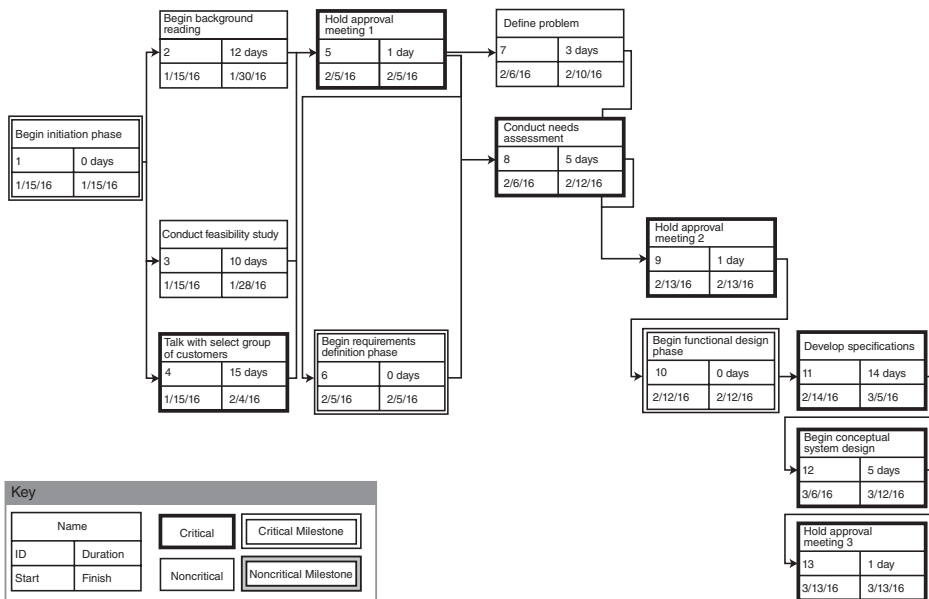 Begin initiation phase
1 0 days
1/15/16 1/15/16
Begin background
reading
2 12 days
1/15/16 1/30/16
Conduct feasibility study
3 10 days
1/15/16 1/28/16
Talk with select group
of customers
4 15 days
1/15/16 2/4/16
Hold approval
meeting 1
5 1 day
2/5/16 2/5/16
Begin requirements
definition phase
6 0 days
2/5/16 2/5/16
Define problem
7 3 days
2/6/16 2/10/16
Conduct needs
assessment
8 5 days
2/6/16 2/12/16
Hold approval
meeting 2
9 1 day
2/13/16 2/13/16
Begin functional design
phase
10 0 days
2/12/16 2/12/16
Develop specifications
11 14 days
2/14/16 3/5/16
Begin conceptual
system design
12 5 days
3/6/16 3/12/16
Hold approval
meeting 3
13 1 day
3/13/16 3/13/16
Key
Name
ID Duration
Start Finish
Critical
Critical Milestone
Noncritical
Noncritical Milestone